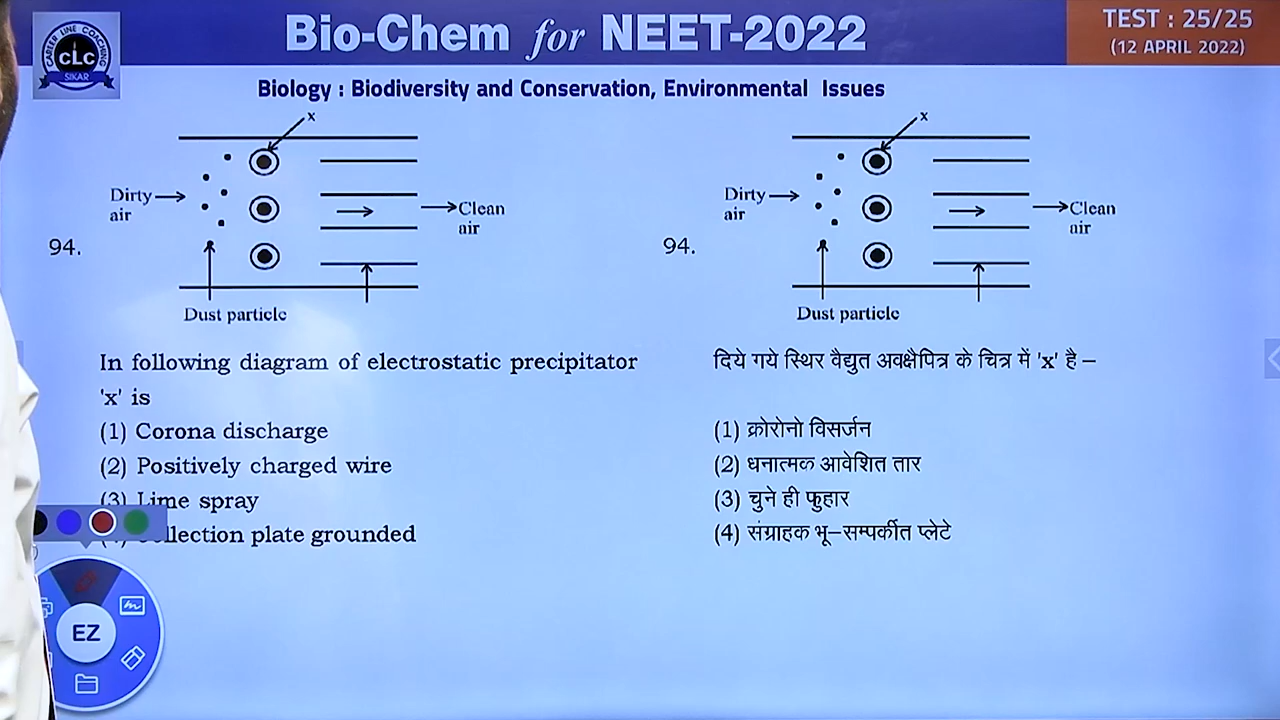 CAREER LINE COACHING
CLC
SIKAR
Bio-Chem for NEET-2022
TEST : 25/25
(12 APRIL 2022)
Biology : Biodiversity and Conservation, Environmental Issues
x
Dirty air
Clean air
94.
Dust particle
In following diagram of electrostatic precipitator
'x' is
(1) Corona discharge
(2) Positively charged wire
(3) Lime spray
Collection plate grounded
x
Dirty air
Clean air
94.
Dust particle
दिये गये स्थिर वैद्युत अवक्षैपित्र के चित्र में 'x' है –
(1) क्रोरोनो विसर्जन
(2) धनात्मक आवेशित तार
(3) चुने ही फुहार
(4) संग्राहक भू–सम्पर्कीत प्लेटे
EZ